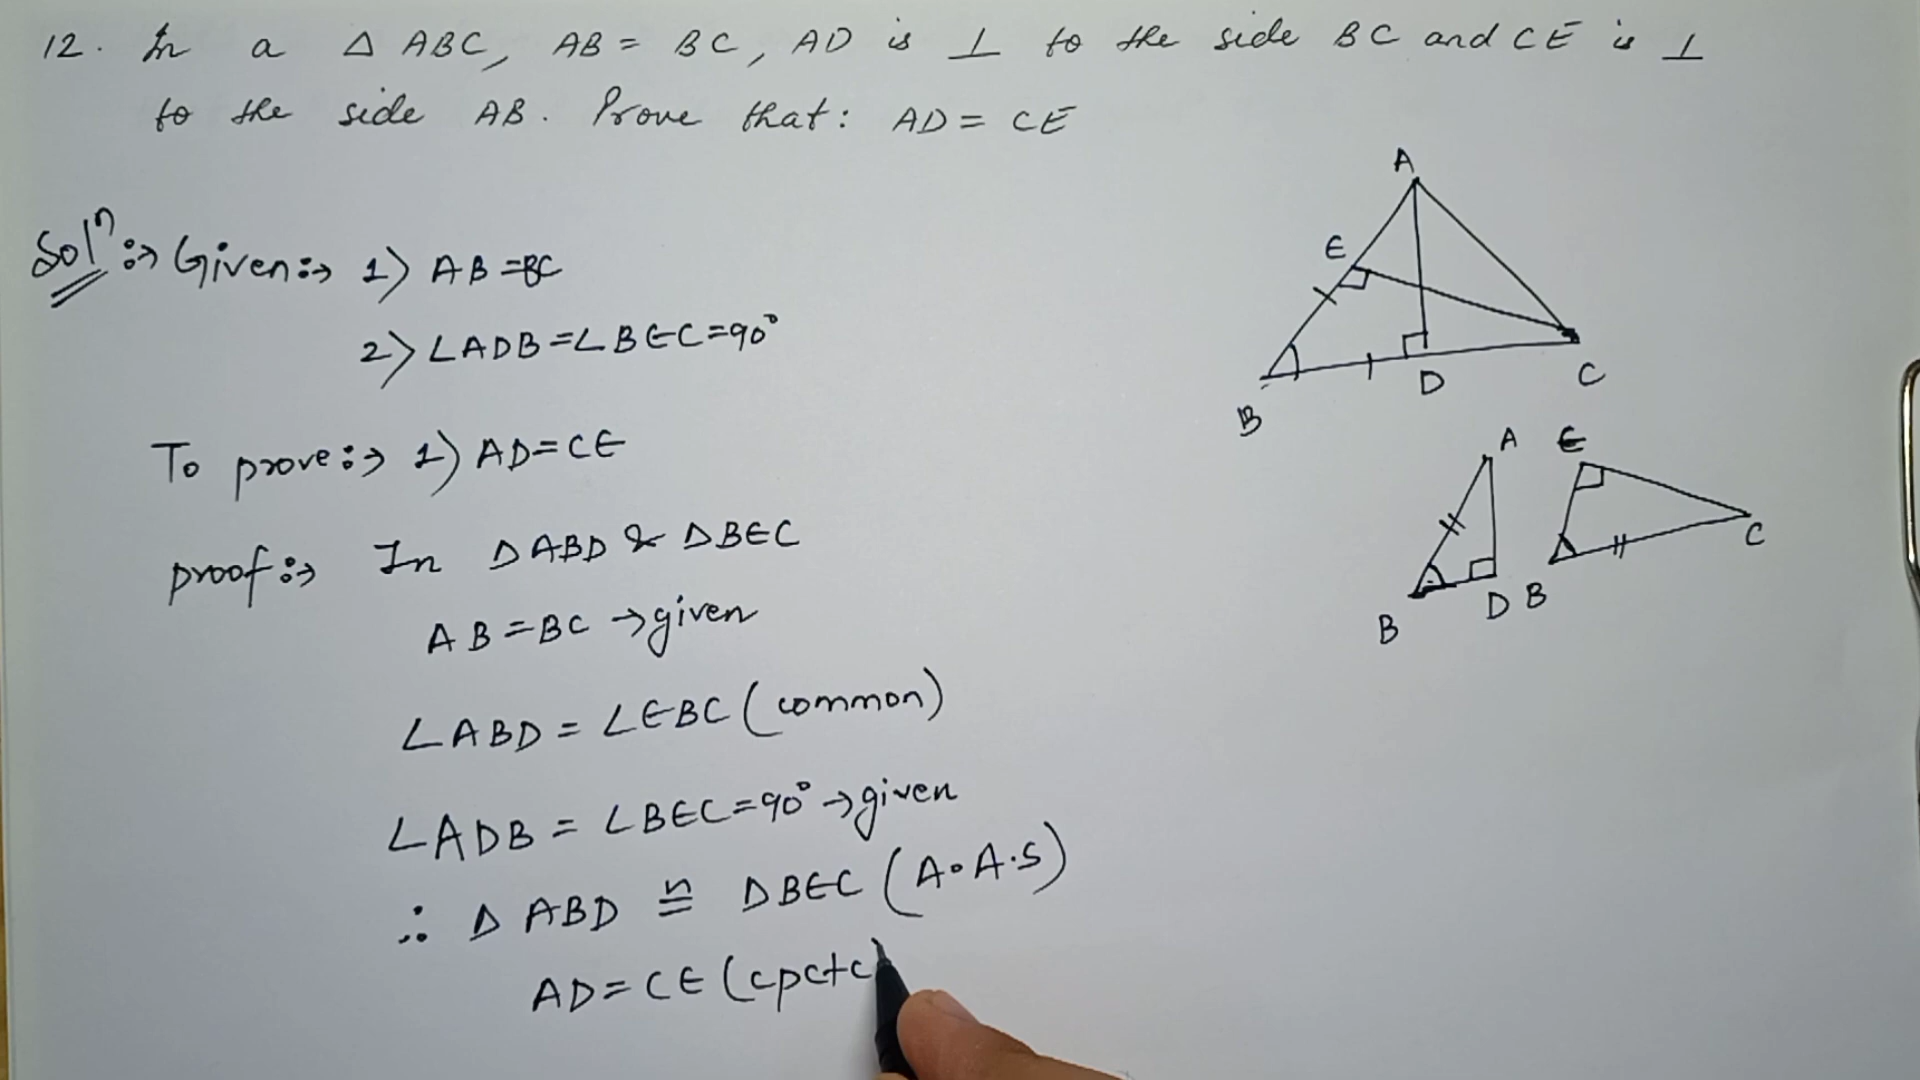 12. In a △ ABC, AB = BC, AD is ⊥ to the side BC and CE is ⊥
to the side AB. Prove that: AD = CE
Solⁿ :→ Given :→ 1) AB = BC
2) ∠ADB = ∠BEC = 90°
To prove :→ 1) AD = CE
proof :→ In △ABD & △BEC
AB = BC → given
∠ABD = ∠EBC (common)
∠ADB = ∠BEC = 90° → given
∴ △ABD ≅ △BEC (A.A.S)
AD = CE (cpctc
A
E
B
D
C
A
E
B
D
B
C